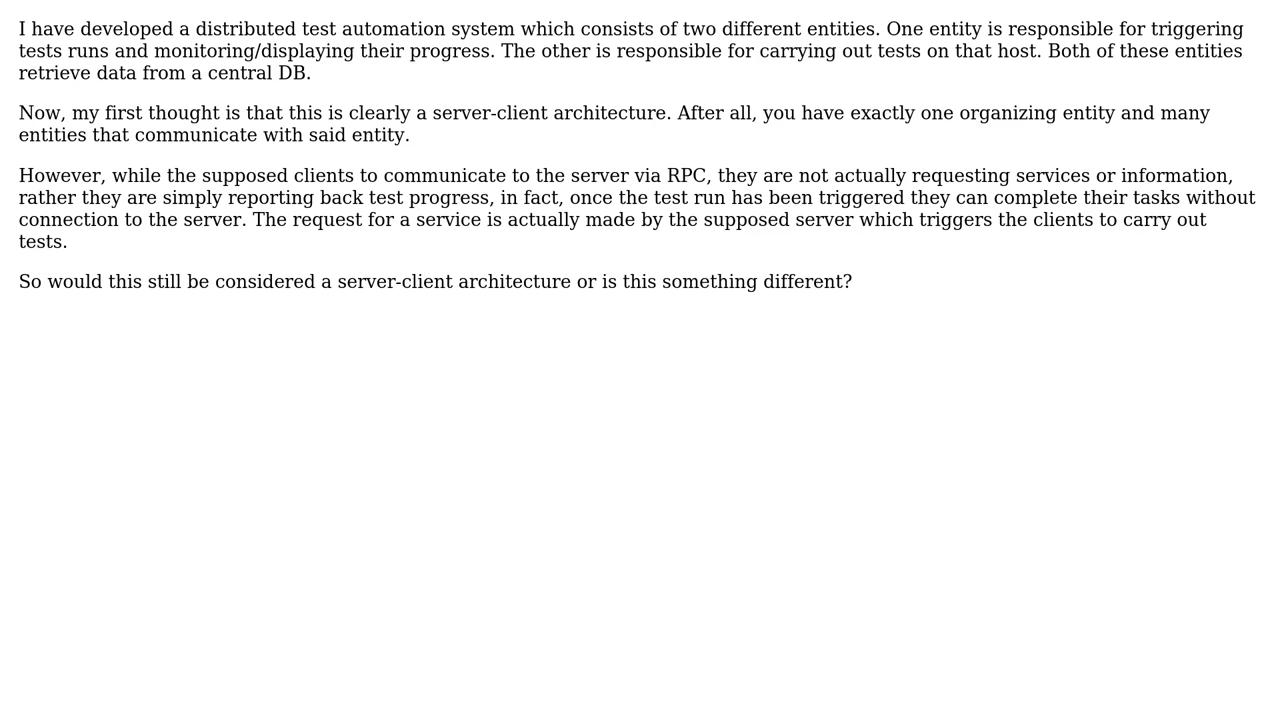 I have developed a distributed test automation system which consists of two different entities. One entity is responsible for triggering
tests runs and monitoring/displaying their progress. The other is responsible for carrying out tests on that host. Both of these entities
retrieve data from a central DB.
Now, my first thought is that this is clearly a server-client architecture. After all, you have exactly one organizing entity and many
entities that communicate with said entity.
However, while the supposed clients to communicate to the server via RPC, they are not actually requesting services or information,
rather they are simply reporting back test progress, in fact, once the test run has been triggered they can complete their tasks without
connection to the server. The request for a service is actually made by the supposed server which triggers the clients to carry out
tests.
So would this still be considered a server-client architecture or is this something different?